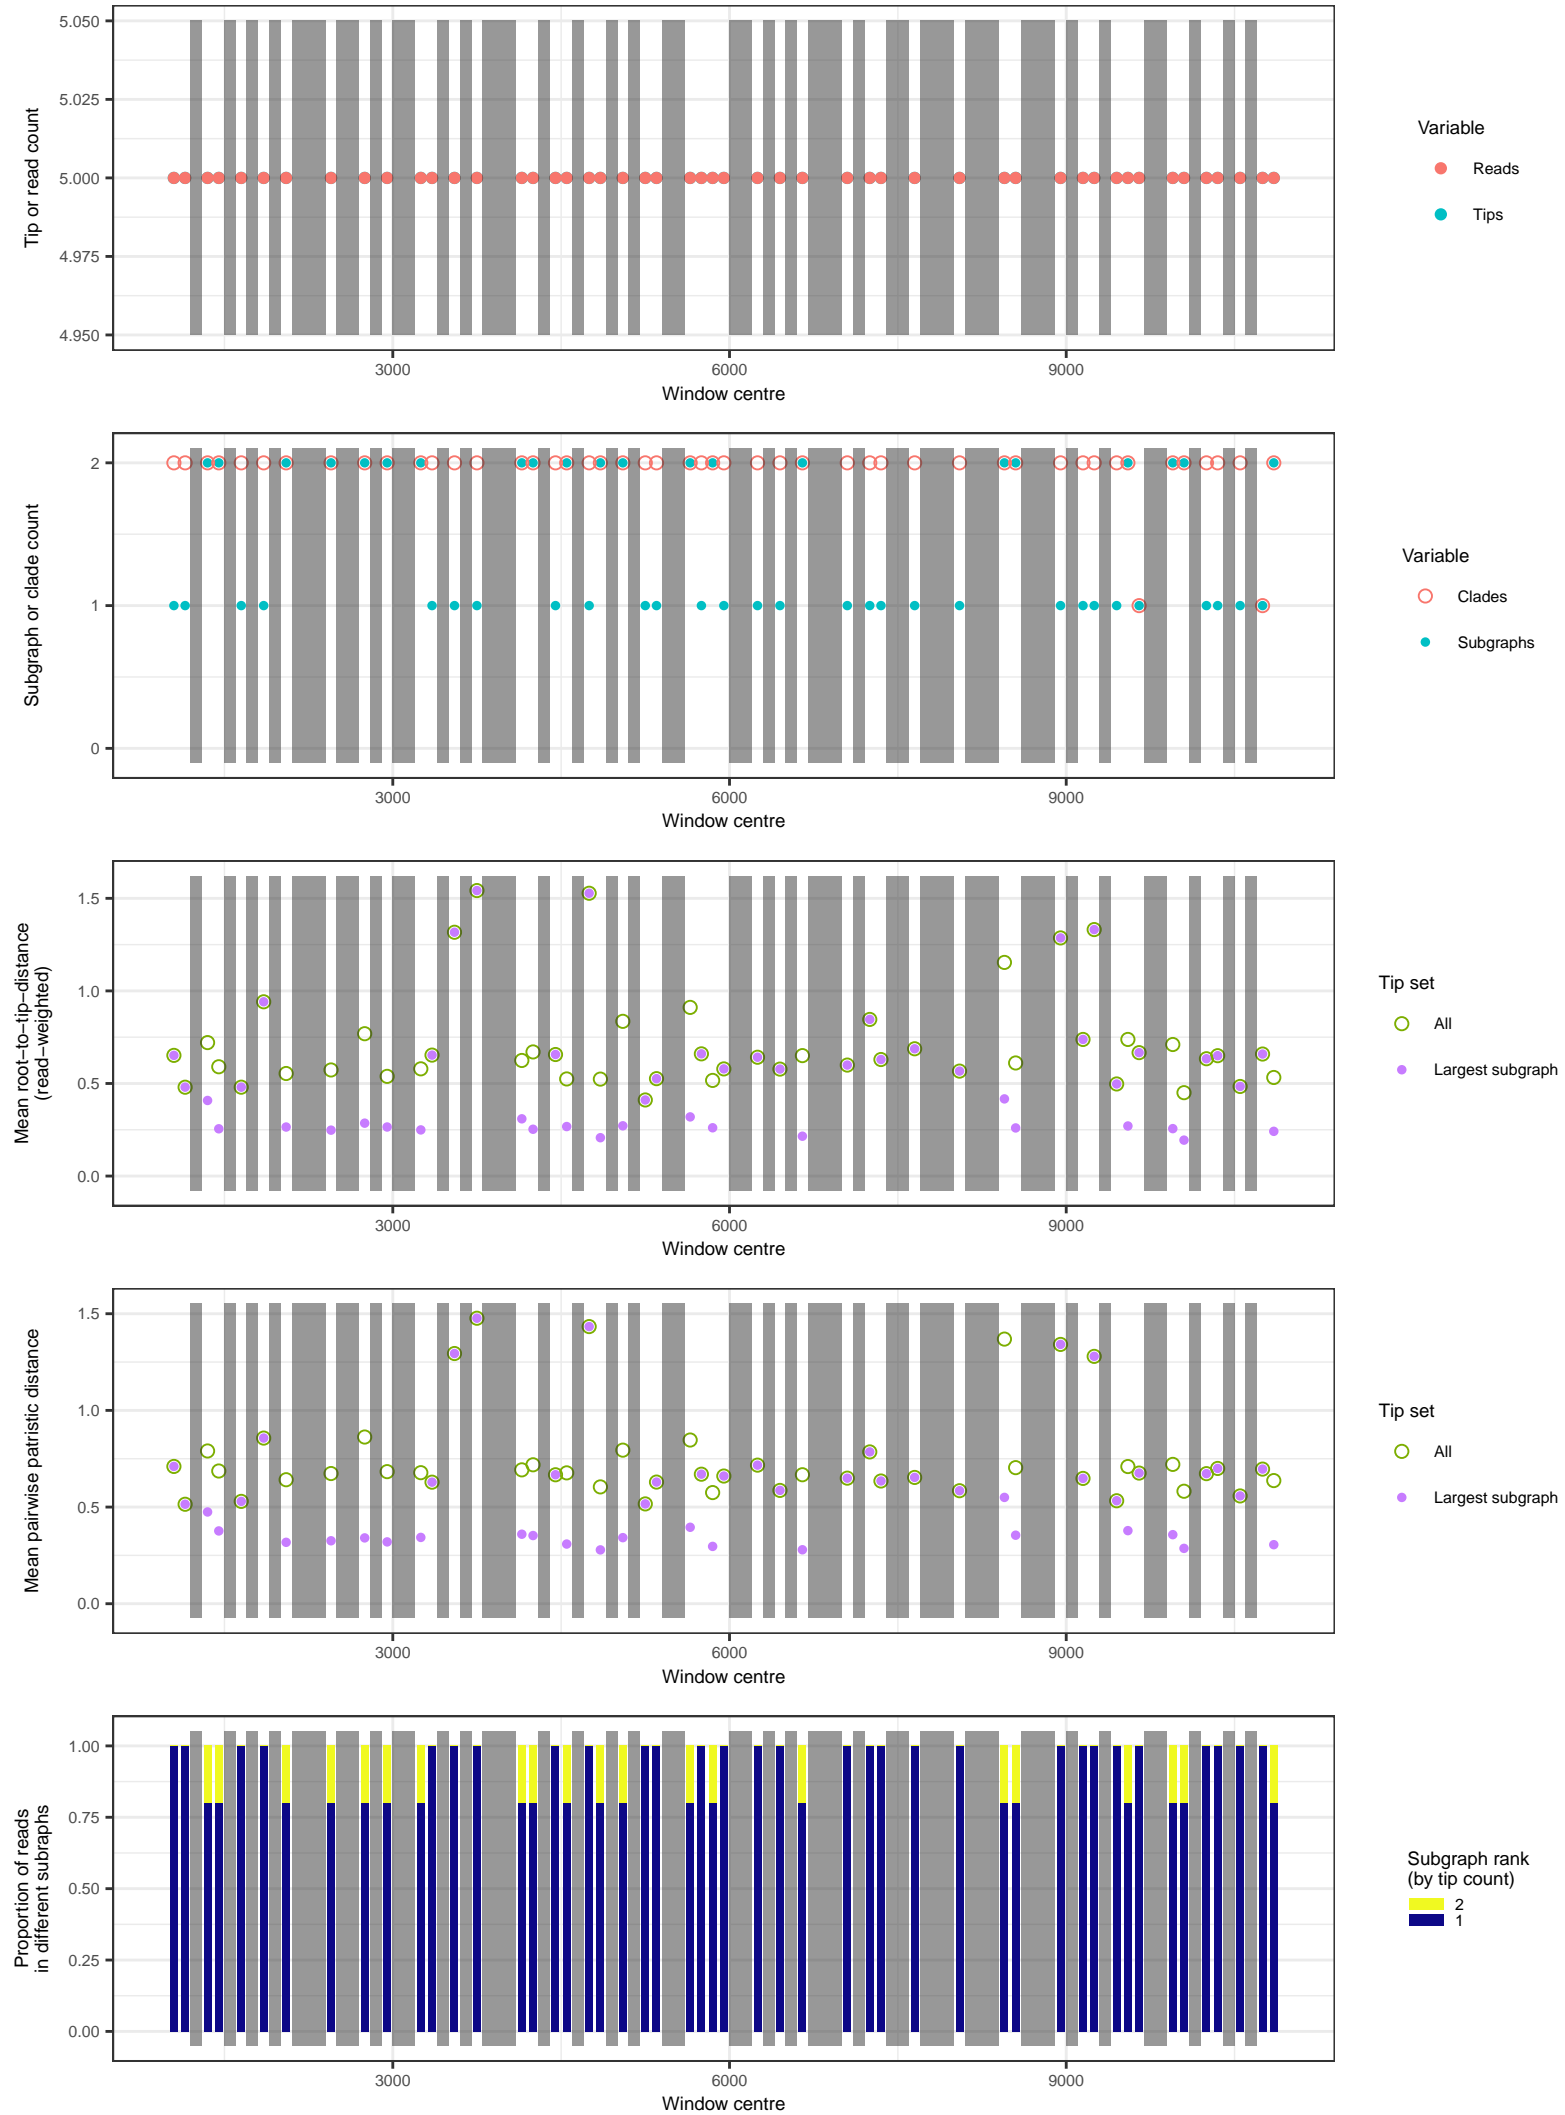 5.050
5.025
5.000
4.975
4.950
Tip or read count
3000
6000
9000
Window centre
Variable
Reads
Tips
2
1
0
Subgraph or clade count
3000
6000
9000
Window centre
Variable
Clades
Subgraphs
1.5
1.0
0.5
0.0
Mean root−to−tip−distance
(read−weighted)
3000
6000
9000
Window centre
Tip set
All
Largest subgraph
1.5
1.0
0.5
0.0
Mean pairwise patristic distance
3000
6000
9000
Window centre
Tip set
All
Largest subgraph
1.00
0.75
0.50
0.25
0.00
Proportion of reads
in different subraphs
3000
6000
9000
Window centre
Subgraph rank
(by tip count)
2
1